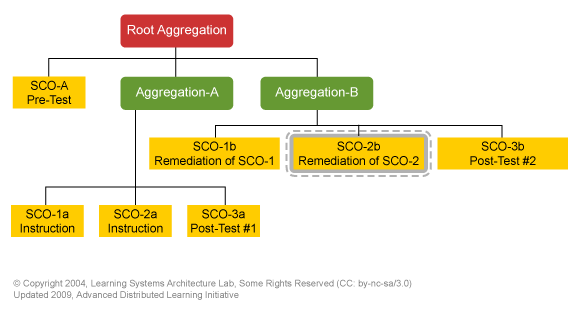 Root Aggregation
SCO-A
Pre-Test
Aggregation-A
Aggregation-B
SCO-1b
Remediation of SCO-1
SCO-2b
Remediation of SCO-2
SCO-3b
Post-Test #2
SCO-1a
Instruction
SCO-2a
Instruction
SCO-3a
Post-Test #1
© Copyright 2004, Learning Systems Architecture Lab, Some Rights Reserved (CC: by-nc-sa/3.0)
Updated 2009, Advanced Distributed Learning Initiative